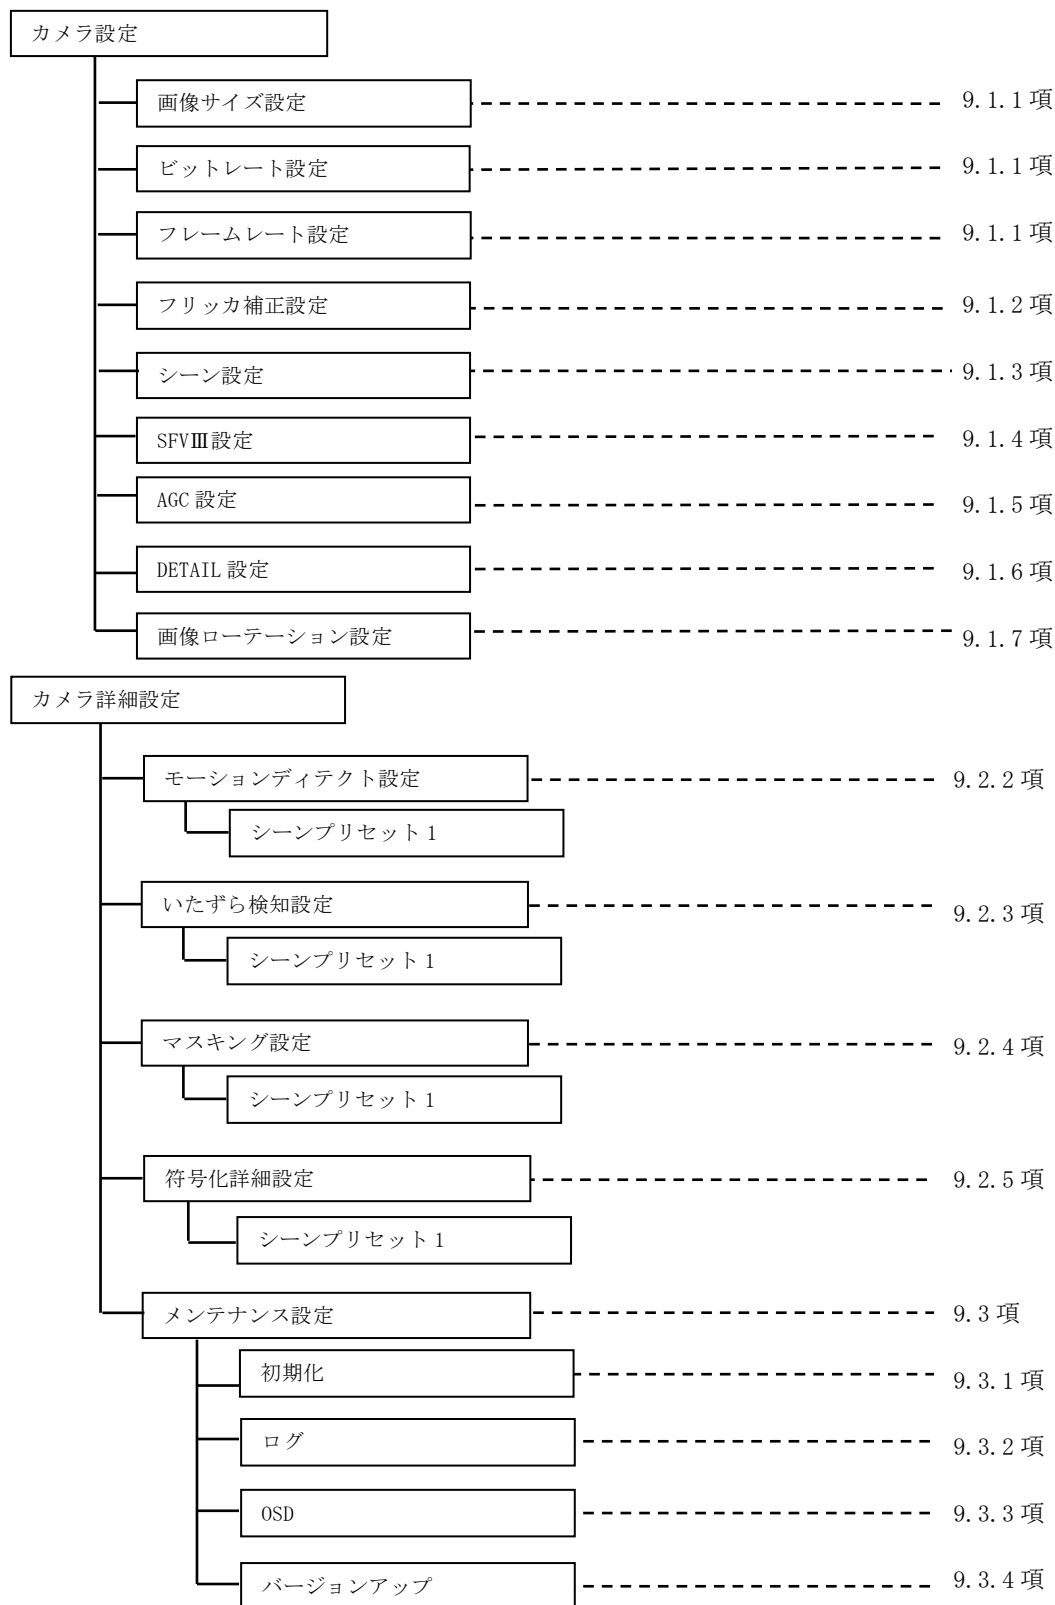 カメラ設定
画像サイズ設定 9.1.1項
ビットレート設定 9.1.1項
フレームレート設定 9.1.1項
フリッカ補正設定 9.1.2項
シーン設定 9.1.3項
SFVⅢ設定 9.1.4項
AGC設定 9.1.5項
DETAIL設定 9.1.6項
画像ローテーション設定 9.1.7項
カメラ詳細設定
モーションディテクト設定 9.2.2項
シーンプリセット1
いたずら検知設定 9.2.3項
シーンプリセット1
マスキング設定 9.2.4項
シーンプリセット1
符号化詳細設定 9.2.5項
シーンプリセット1
メンテナンス設定 9.3項
初期化 9.3.1項
ログ 9.3.2項
OSD 9.3.3項
バージョンアップ 9.3.4項